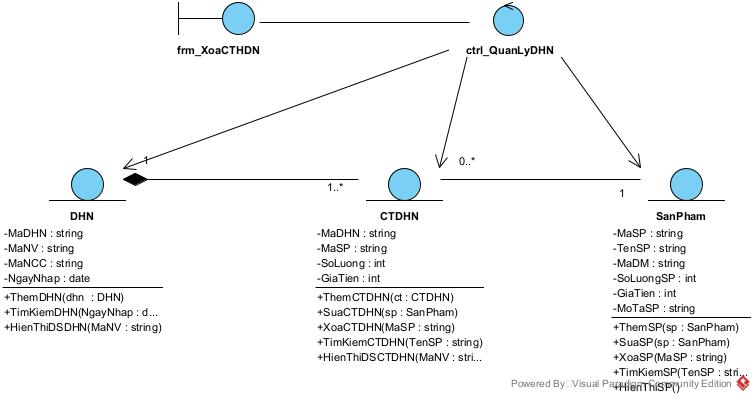 frm_XoaCTHDN
ctrl_QuanLyDHN
1
1..*
0..*
1
DHN
-MaDHN : string
-MaNV : string
-MaNCC : string
-NgayNhap : date
+ThemDHN(dhn : DHN)
+TimKiemDHN(NgayNhap : d...
+HienThiDSDHN(MaNV : string)
CTDHN
-MaDHN : string
-MaSP : string
-SoLuong : int
-GiaTien : int
+ThemCTDHN(ct : CTDHN)
+SuaCTDHN(sp : SanPham)
+XoaCTDHN(MaSP : string)
+TimKiemCTDHN(TenSP : string)
+HienThiDSCTDHN(MaNV : stri...
SanPham
-MaSP : string
-TenSP : string
-MaDM : string
-SoLuongSP : int
-GiaTien : int
-MoTaSP : string
+ThemSP(sp : SanPham)
+SuaSP(sp : SanPham)
+XoaSP(MaSP : string)
+TimKiemSP(TenSP : stri...
+HienThiSP()
Powered By Visual Paradigm Community Edition